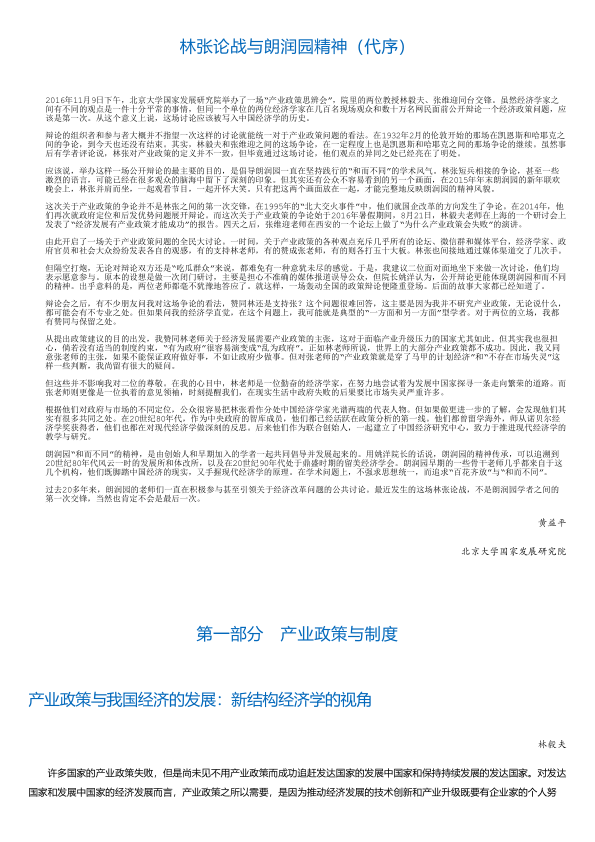 林张论战与朗润园精神（代序）
2016年11月9日下午，北京大学国家发展研究院举办了一场“产业政策思辨会”，院里的两位教授林毅夫、张维迎同台交锋。虽然经济学家之
间有不同的观点是一件十分平常的事情，但同一个单位的两位经济学家在几百名现场观众和数十万名网民面前公开辩论一个经济政策问题，应
该是第一次。从这个意义上说，这场讨论应该被写入中国经济学的历史。
辩论的组织者和参与者大概并不指望一次这样的讨论就能统一对于产业政策问题的看法。在1932年2月的伦敦开始的那场在凯恩斯和哈耶克之
间的争论，到今天也还没有结束。其实，林毅夫和张维迎之间的这场争论，在一定程度上也是凯恩斯和哈耶克之间的那场争论的继续。虽然事
后有学者评论说，林张对产业政策的定义并不一致，但毕竟通过这场讨论，他们观点的异同之处已经亮在了明处。
应该说，举办这样一场公开辩论的最主要的目的，是倡导朗润园一直在坚持践行的“和而不同”的学术风气。林张短兵相接的争论，甚至一些
激烈的语言，可能已经在很多观众的脑海中留下了深刻的印象。但其实还有公众不容易看到的另一个画面，在2015年年末朗润园的新年联欢
晚会上，林张并肩而坐，一起观看节目，一起开怀大笑。只有把这两个画面放在一起，才能完整地反映朗润园的精神风貌。
这次关于产业政策的争论并不是林张之间的第一次交锋，在1995年的“北大交火事件”中，他们就国企改革的方向发生了争论。在2014年，他
们再次就政府定位和后发优势问题展开辩论。而这次关于产业政策的争论始于2016年暑假期间，8月21日，林毅夫老师在上海的一个研讨会上
发表了“经济发展有产业政策才能成功”的报告。四天之后，张维迎老师在西安的一个论坛上做了“为什么产业政策会失败”的演讲。
由此开启了一场关于产业政策问题的全民大讨论。一时间，关于产业政策的各种观点充斥几乎所有的论坛、微信群和媒体平台，经济学家、政
府官员和社会大众纷纷发表各自的观感，有的支持林老师，有的赞成张老师，有的则各打五十大板。林张也间接地通过媒体渠道交了几次手。
但隔空打炮，无论对辩论双方还是“吃瓜群众”来说，都难免有一种意犹未尽的感觉。于是，我建议二位面对面地坐下来做一次讨论，他们均
表示愿意参与。原本的设想是做一次闭门研讨，主要是担心不准确的媒体报道误导公众，但院长姚洋认为，公开辩论更能体现朗润园和而不同
的精神。出乎意料的是，两位老师都毫不犹豫地答应了。就这样，一场轰动全国的政策辩论便隆重登场。后面的故事大家都已经知道了。
辩论会之后，有不少朋友问我对这场争论的看法，赞同林还是支持张？这个问题很难回答，这主要是因为我并不研究产业政策，无论说什么，
都可能会有不专业之处。但如果问我的经济学直觉，在这个问题上，我可能就是典型的“一方面和另一方面”型学者。对于两位的立场，我都
有赞同与保留之处。
从提出政策建议的目的出发，我赞同林老师关于经济发展需要产业政策的主张，这对于面临产业升级压力的国家尤其如此。但其实我也很担
心，倘若没有适当的制度约束，“有为政府”很容易演变成“乱为政府”。正如林老师所说，世界上的大部分产业政策都不成功。因此，我又同
意张老师的主张，如果不能保证政府做好事，不如让政府少做事。但对张老师的“产业政策就是穿了马甲的计划经济”和“不存在市场失灵”这
样一些判断，我尚留有很大的疑问。
但这些并不影响我对二位的尊敬。在我的心目中，林老师是一位勤奋的经济学家，在努力地尝试着为发展中国家探寻一条走向繁荣的道路。而
张老师则更像是一位执着的意见领袖，时刻提醒我们，在现实生活中政府失败的后果要比市场失灵严重许多。
根据他们对政府与市场的不同定位，公众很容易把林张看作分处中国经济学家光谱两端的代表人物。但如果做更进一步的了解，会发现他们其
实有很多共同之处。在20世纪80年代，作为中国最年轻的智库成员，他们都已经活跃在政策分析的第一线。他们都曾留学海外，师从诺贝尔经
济学奖获得者，他们也都在对现代经济学做深刻的反思。后来他们作为联合创始人，一起建立了中国经济研究中心，致力于推进现代经济学的
教学与研究。
朗润园“和而不同”的精神，是由创始人和早期加入的学者一起共同倡导并发展起来的。用姚洋院长的话说，朗润园的精神传承，可以追溯到
20世纪80年代风云一时的发展所和体改所，以及在20世纪90年代处于鼎盛时期的留美经济学会。朗润园早期的一些骨干老师几乎都来自于这
几个机构，他们既脚踏中国经济的现实，又手握现代经济学的原理，在学术问题上，不强求思想统一，而追求“百花齐放”与“和而不同”。
过去20多年来，朗润园的老师们一直在积极参与甚至引领关于经济改革问题的公共讨论，最近发生的这场林张论战，不是朗润园学者之间的
第一次交锋，当然也肯定不会是最后一次。
黄益平
北京大学国家发展研究院
第一部分　产业政策与制度
产业政策与我国经济的发展：新结构经济学的视角
林毅夫
许多国家的产业政策失败，但是尚未见不用产业政策而成功追赶发达国家的发展中国家和保持持续发展的发达国家。对发达
国家和发展中国家的经济发展而言，产业政策之所以需要，是因为推动经济发展的技术创新和产业升级既要有企业家的个人努